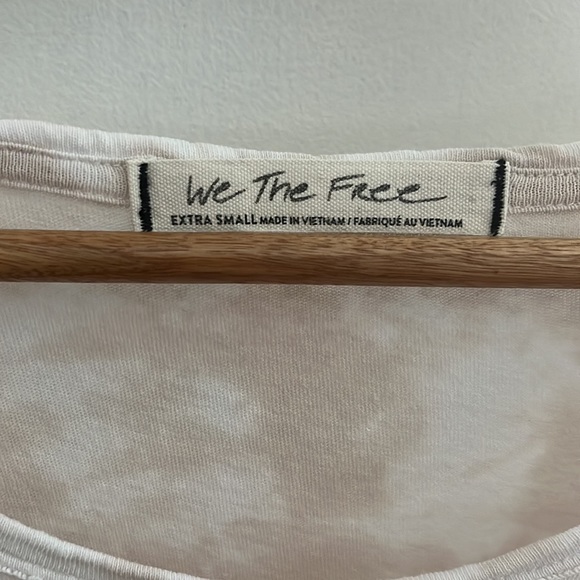 We The Free
EXTRA SMALL MADE IN VIETNAM / FABRIQUÉ AU VIETNAM